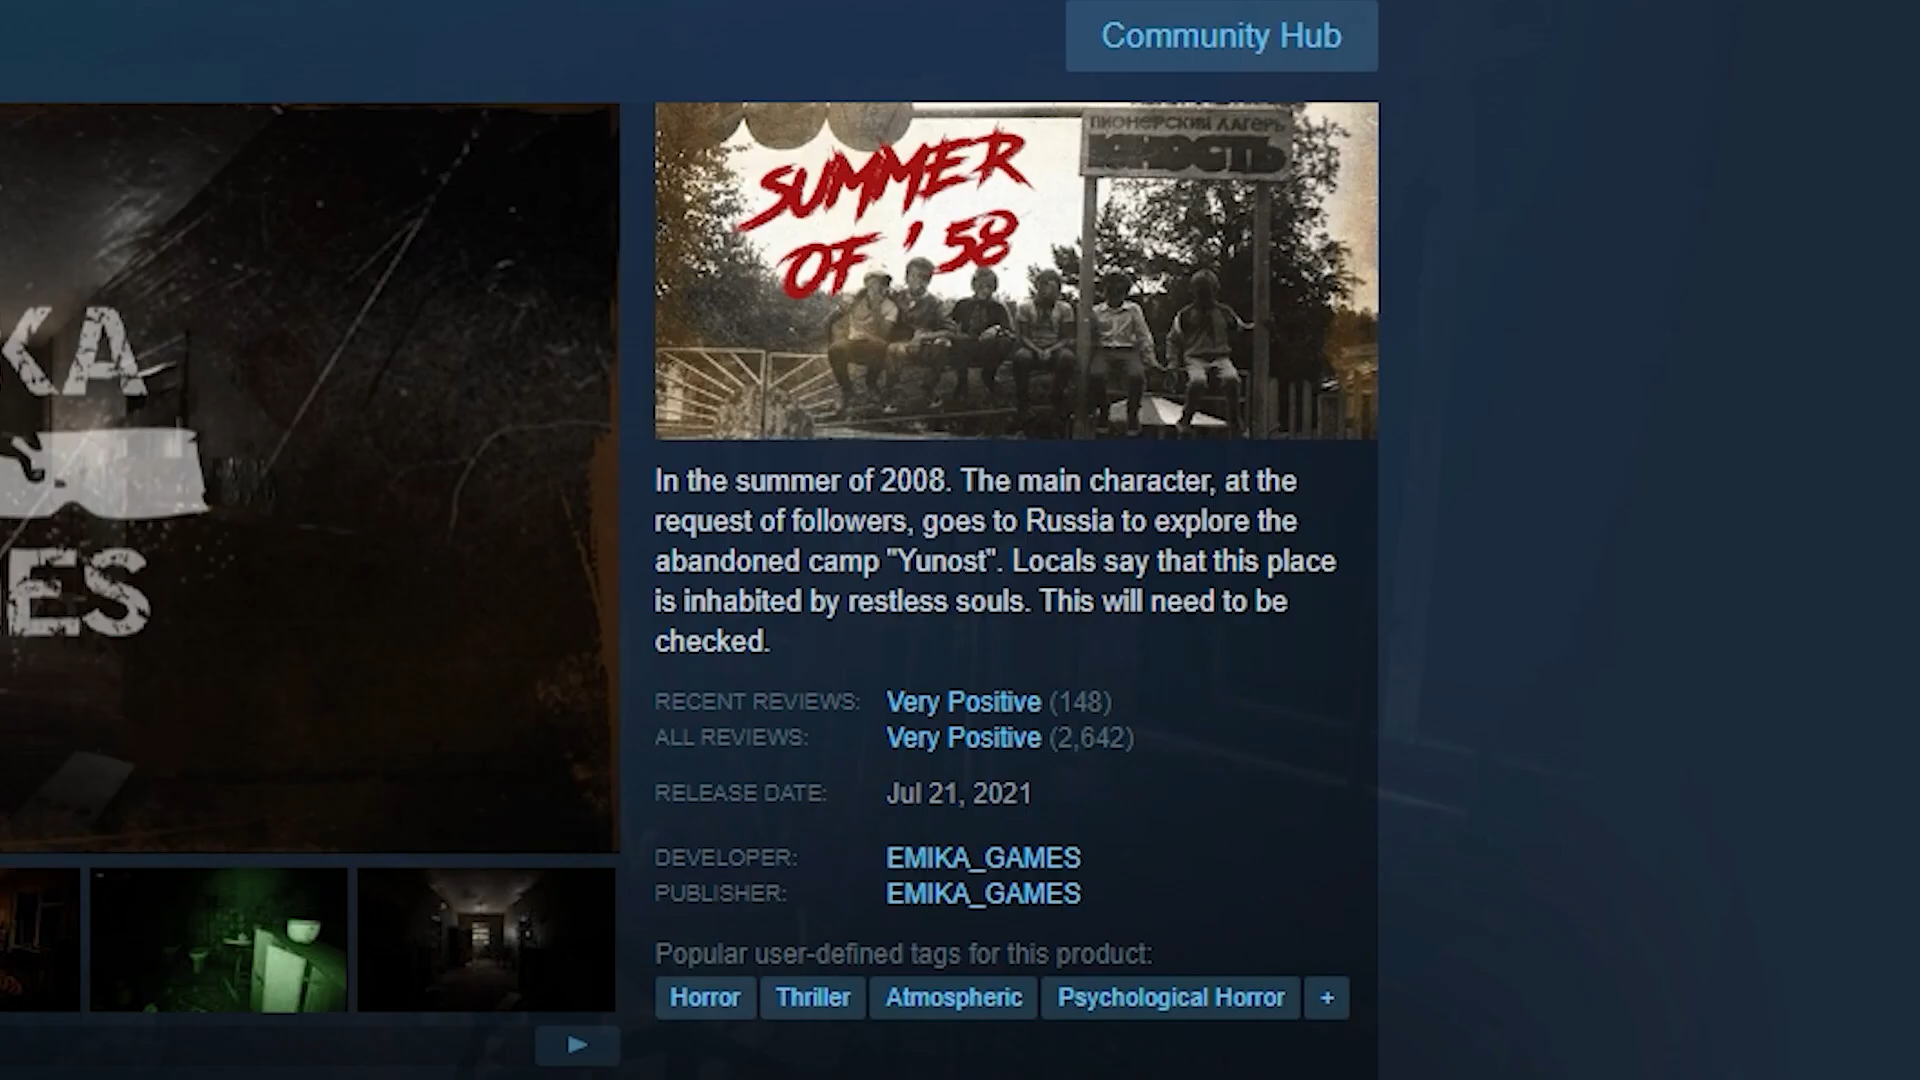 Community Hub
KA
ES
SUMMER
OF '58
ПИОНЕРСКИЙ ЛАГЕРЬ
ЮНОСТЬ
In the summer of 2008. The main character, at the
request of followers, goes to Russia to explore the
abandoned camp "Yunost". Locals say that this place
is inhabited by restless souls. This will need to be
checked.
RECENT REVIEWS: Very Positive (148)
ALL REVIEWS: Very Positive (2,642)
RELEASE DATE: Jul 21, 2021
DEVELOPER: EMIKA_GAMES
PUBLISHER: EMIKA_GAMES
Popular user-defined tags for this product:
Horror Thriller Atmospheric Psychological Horror +